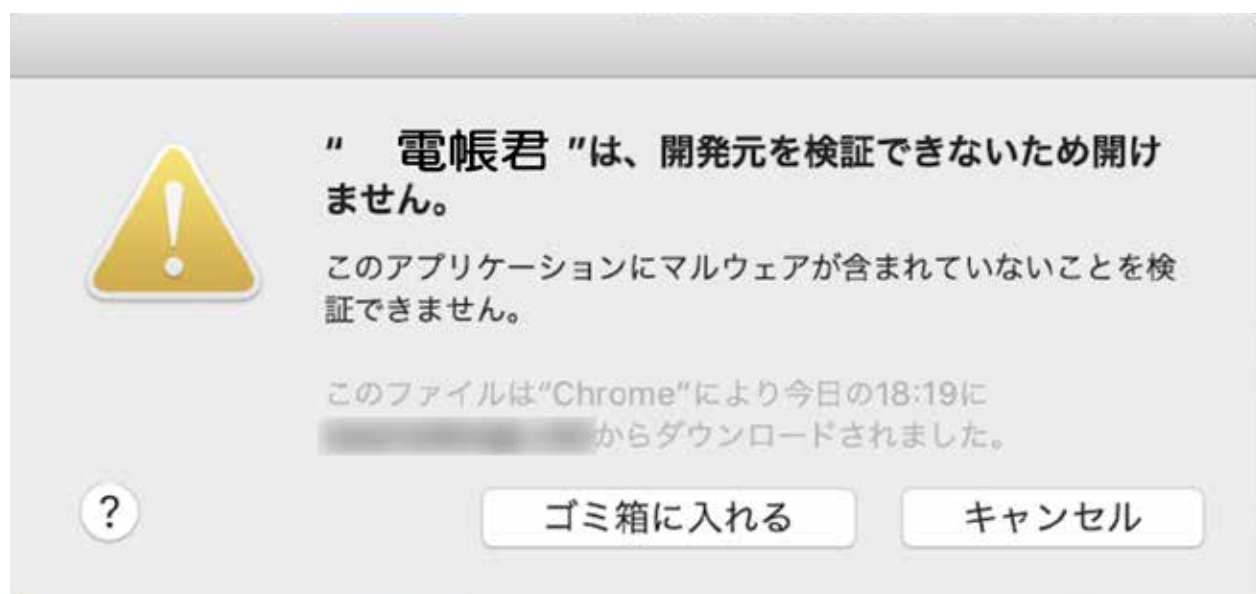 “ 電帳君 ”は、開発元を検証できないため開け
ません。
このアプリケーションにマルウェアが含まれていないことを検
証できません。
このファイルは“Chrome”により今日の18:19に
からダウンロードされました。
?
ゴミ箱に入れる
キャンセル